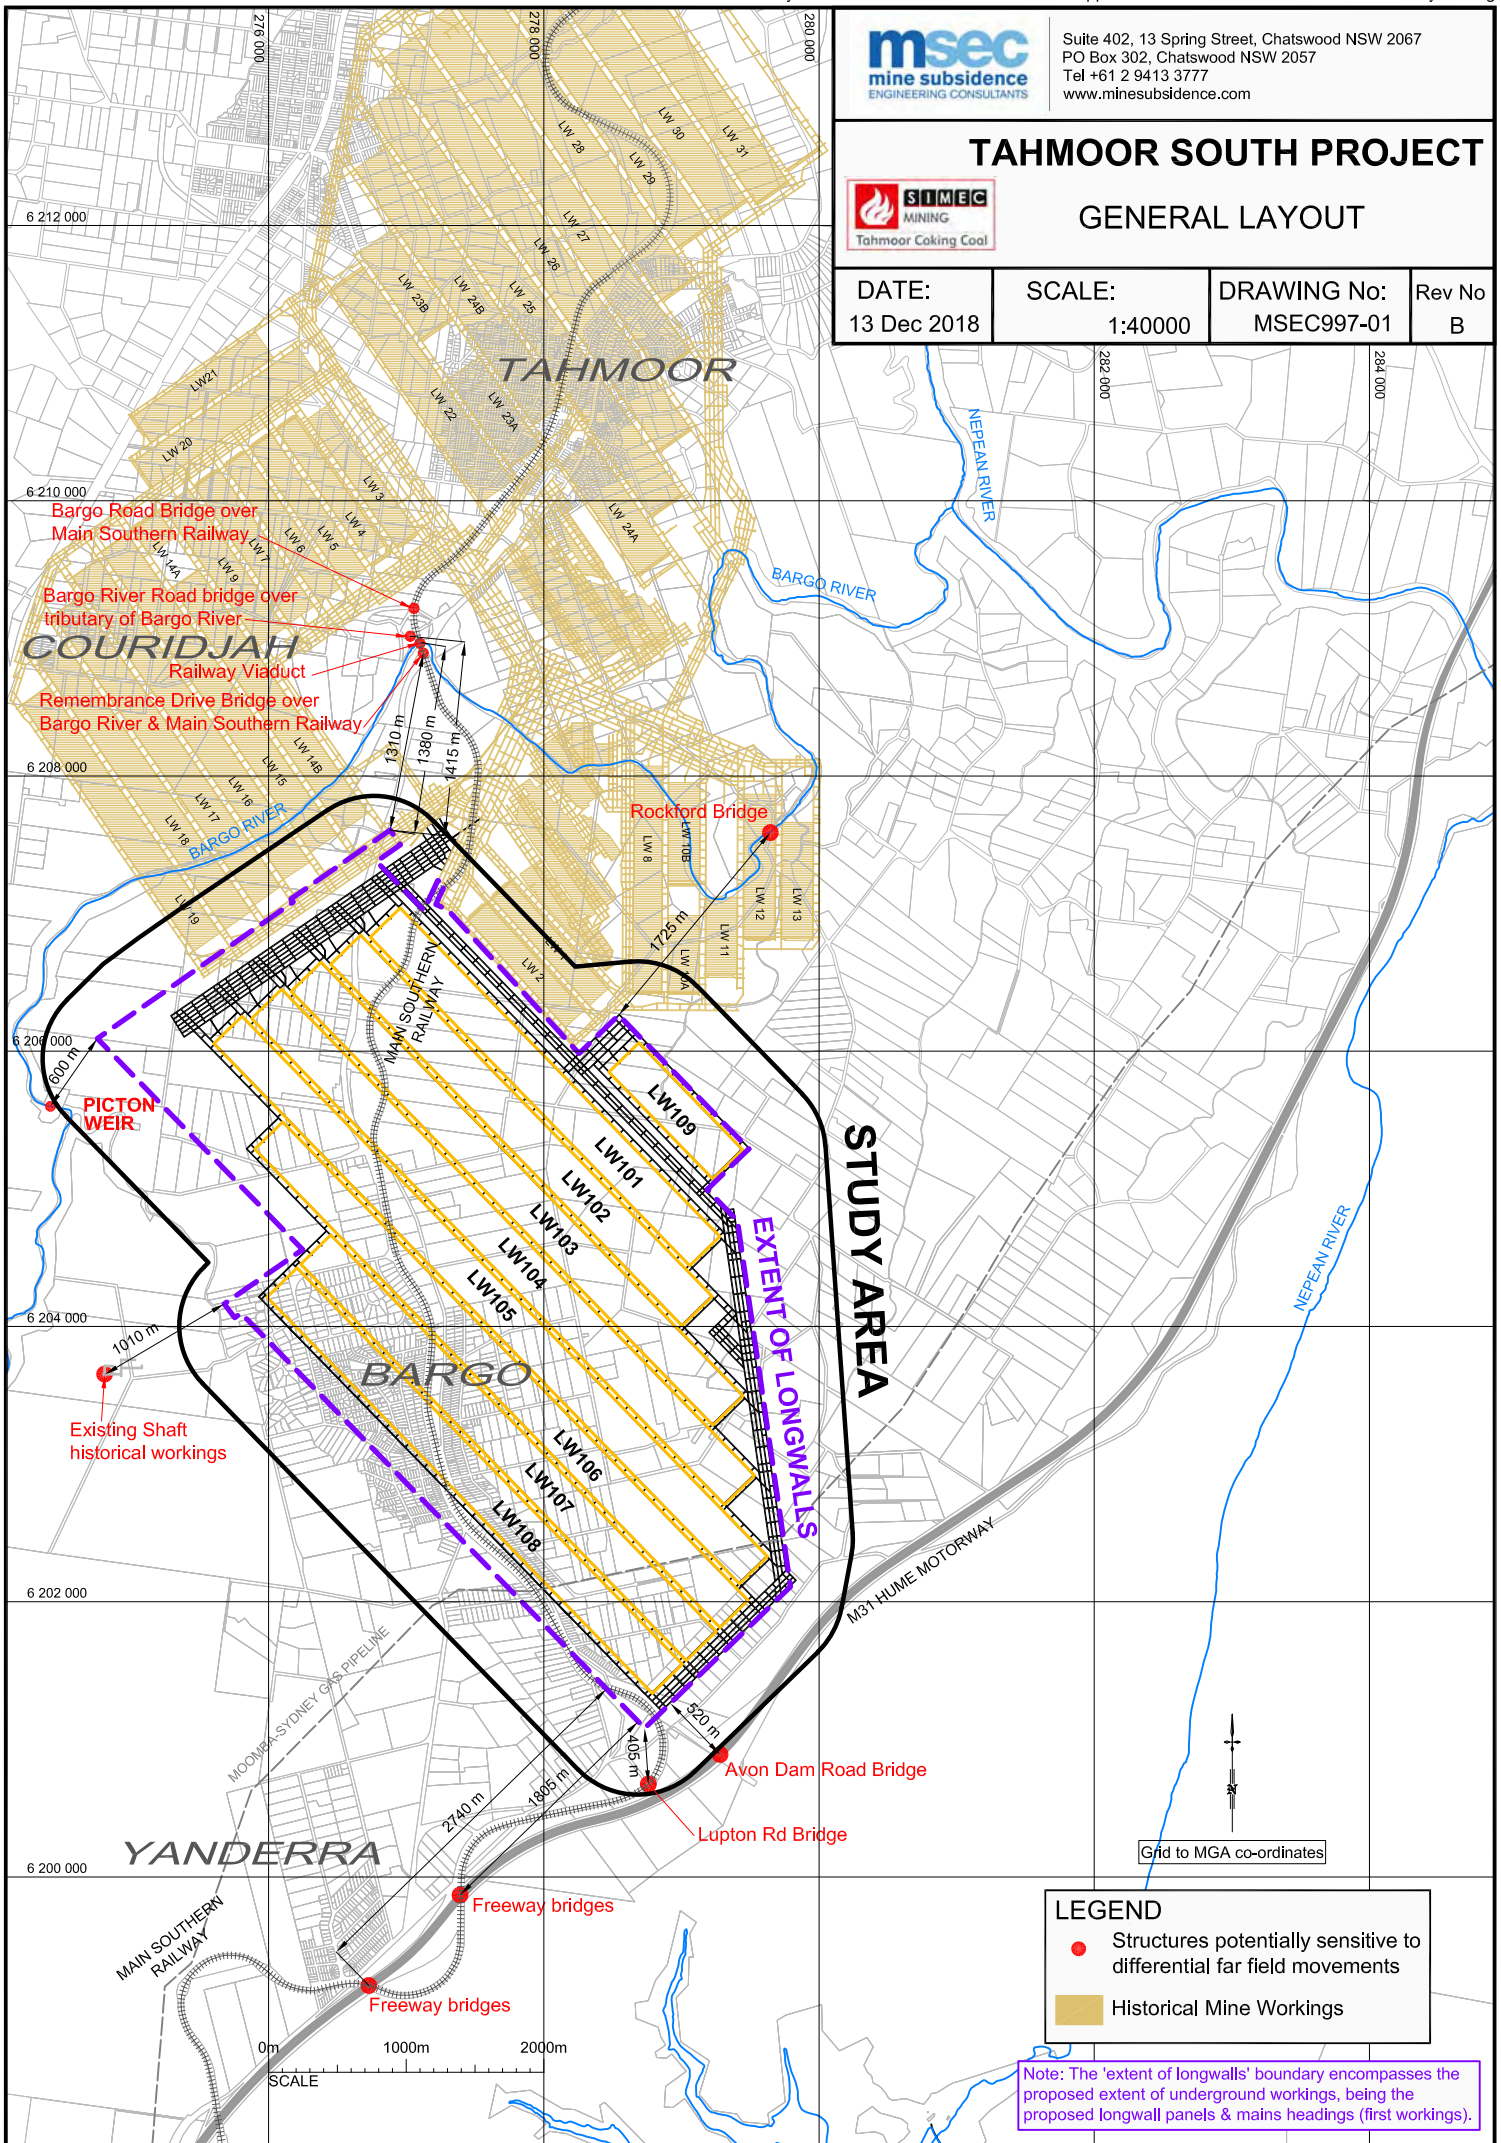 msec
mine subsidence
ENGINEERING CONSULTANTS
Suite 402, 13 Spring Street, Chatswood NSW 2067
PO Box 302, Chatswood NSW 2057
Tel +61 2 9413 3777
www.minesubsidence.com
TAHMOOR SOUTH PROJECT
SIMEC
MINING
Tahmoor Coking Coal
GENERAL LAYOUT
DATE:
13 Dec 2018
SCALE:
1:40000
DRAWING No:
MSEC997-01
Rev No
B
276 000
278 000
280 000
282 000
284 000
6 212 000
6 210 000
6 208 000
6 206 000
6 204 000
6 202 000
6 200 000
LW 30
LW 31
LW 28
LW 29
LW 27
LW 26
LW 25
LW 24B
LW 23B
TAHMOOR
LW21
LW 22
LW 23A
LW 20
LW 3
LW 4
LW 5
LW 6
LW 7
LW 9
LW 14A
LW 24A
NEPEAN RIVER
BARGO RIVER
Bargo Road Bridge over
Main Southern Railway
Bargo River Road bridge over
tributary of Bargo River
COURIDJAH
Railway Viaduct
Remembrance Drive Bridge over
Bargo River & Main Southern Railway
1310 m
1380 m
1415 m
LW 14B
LW 15
LW 16
LW 17
LW 18
LW 19
BARGO RIVER
Rockford Bridge
LW 8
LW 10B
LW 12
LW 13
LW 11
LW 10A
LW 2
1725 m
MAIN SOUTHERN
RAILWAY
600 m
PICTON
WEIR
LW109
LW101
LW102
LW103
LW104
LW105
LW106
LW107
LW108
STUDY AREA
EXTENT OF LONGWALLS
NEPEAN RIVER
1010 m
BARGO
Existing Shaft
historical workings
M31 HUME MOTORWAY
MOOMBA-SYDNEY GAS PIPELINE
520 m
405 m
1805 m
2740 m
Avon Dam Road Bridge
Lupton Rd Bridge
YANDERRA
Freeway bridges
MAIN SOUTHERN
RAILWAY
Freeway bridges
0m
1000m
2000m
SCALE
N
Grid to MGA co-ordinates
LEGEND
Structures potentially sensitive to
differential far field movements
Historical Mine Workings
Note: The 'extent of longwalls' boundary encompasses the
proposed extent of underground workings, being the
proposed longwall panels & mains headings (first workings).